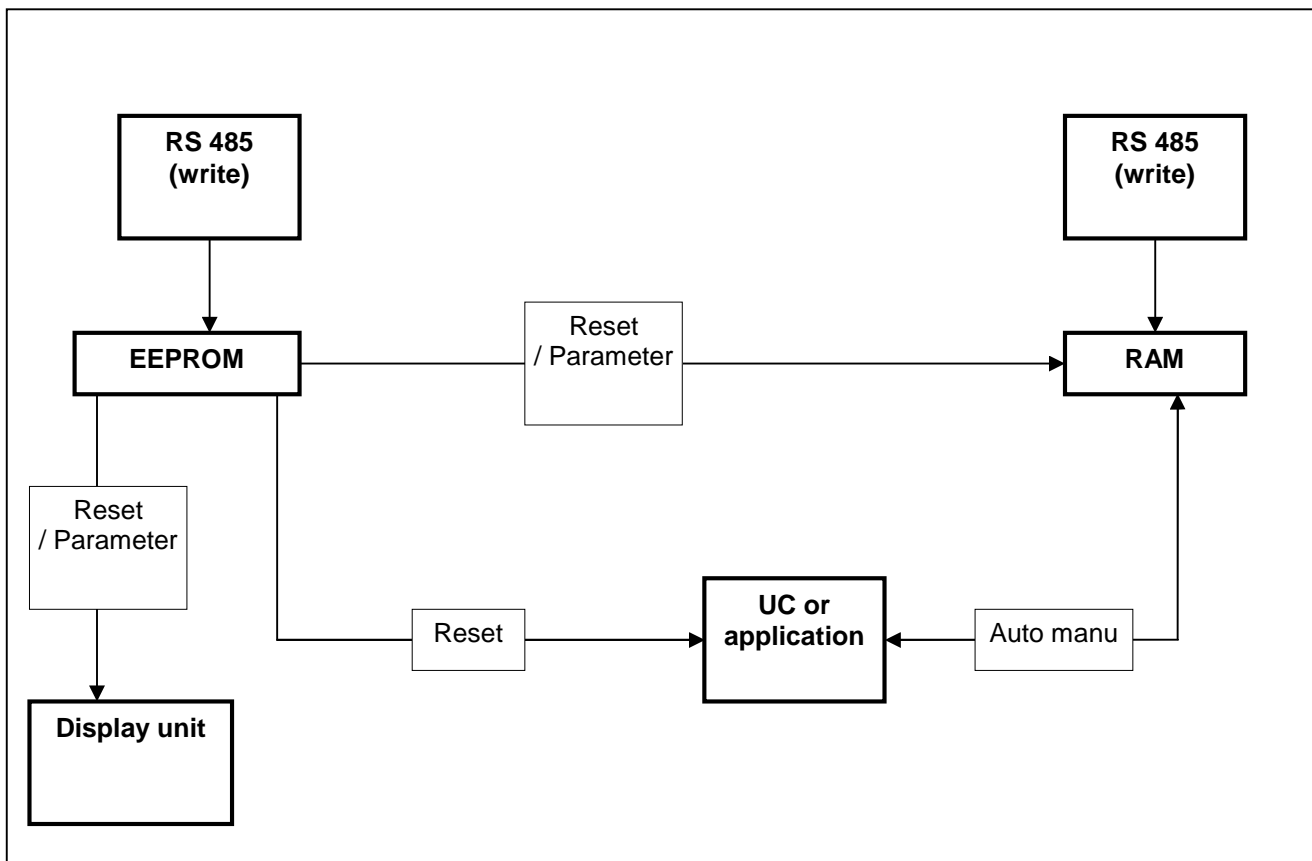 RS 485
(write)
RS 485
(write)
EEPROM
Reset
/ Parameter
RAM
Reset
/ Parameter
Reset
UC or
application
Auto manu
Display unit